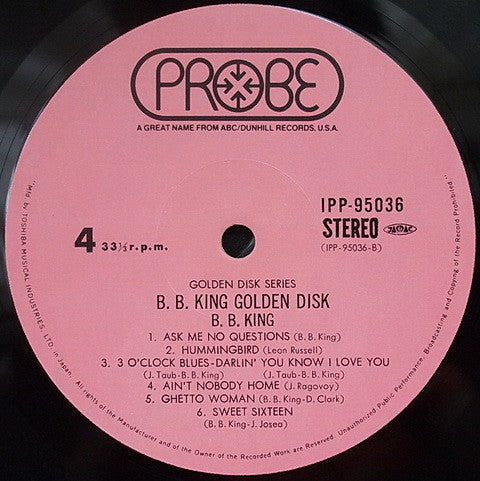 PROBE
A GREAT NAME FROM ABC/DUNHILL RECORDS, U.S.A.
IPP-95036
4 33⅓ r.p.m.
STEREO JASRAC
(IPP-95036-B)
GOLDEN DISK SERIES
B. B. KING GOLDEN DISK
B. B. KING
1. ASK ME NO QUESTIONS (B. B. King)
2. HUMMINGBIRD (Leon Russell)
3. 3 O'CLOCK BLUES-DARLIN' YOU KNOW I LOVE YOU
(J. Taub-B. B. King) (J. Taub-B. B. King)
4. AIN'T NOBODY HOME (J. Ragovoy)
5. GHETTO WOMAN (B. B. King-D. Clark)
6. SWEET SIXTEEN
(B. B. King-J. Josea)
"Mfd by TOSHIBA MUSICAL INDUSTRIES, LTD. in Japan. All rights of the Manufacturer and of the Owner of the Recorded Work are Reserved. Unauthorized Public Performance, Broadcasting and Copying of the Record Prohibited."